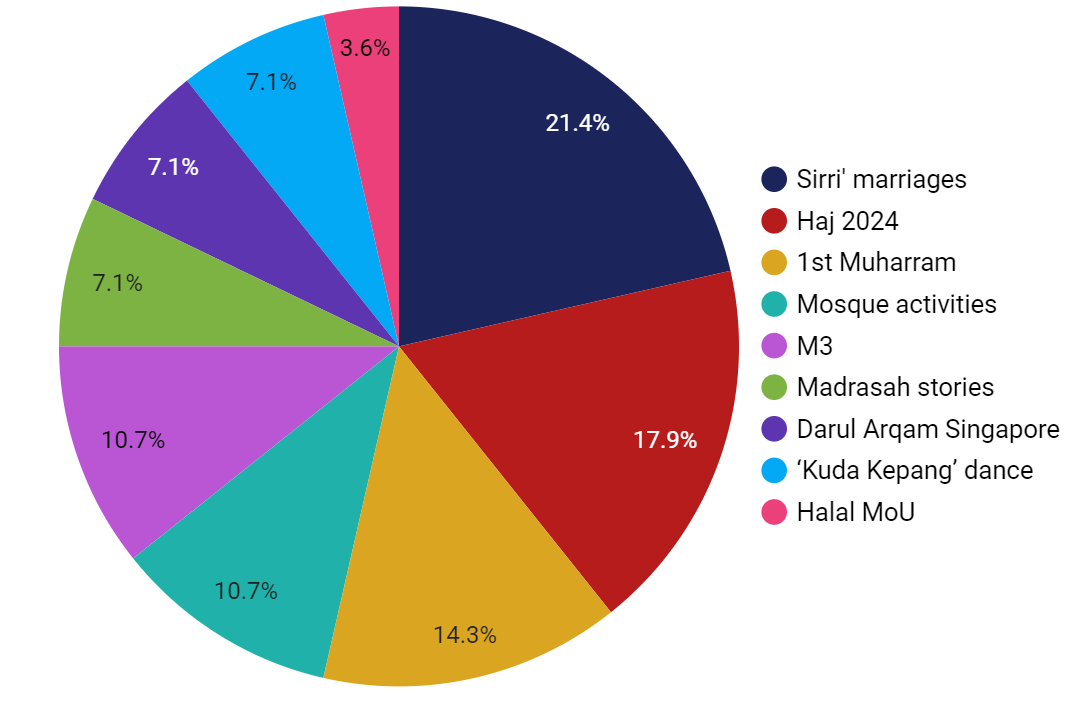 3.6%
7.1%
21.4%
7.1%
7.1%
17.9%
10.7%
10.7%
14.3%
Sirri' marriages
Haj 2024
1st Muharram
Mosque activities
M3
Madrasah stories
Darul Arqam Singapore
‘Kuda Kepang’ dance
Halal MoU